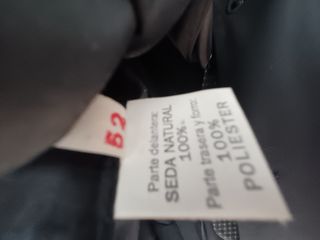 52
Parte delantera:
SEDA NATURAL
100%
Parte trasera y forro:
100%
POLIESTER